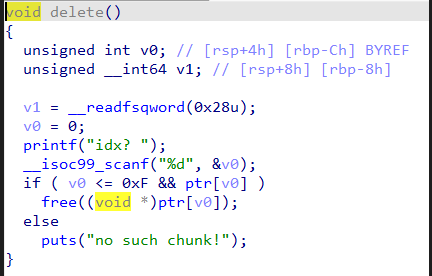 void delete()
{
  unsigned int v0; // [rsp+4h] [rbp-Ch] BYREF
  unsigned __int64 v1; // [rsp+8h] [rbp-8h]

  v1 = __readfsqword(0x28u);
  v0 = 0;
  printf("idx? ");
  __isoc99_scanf("%d", &v0);
  if ( v0 <= 0xF && ptr[v0] )
    free((void *)ptr[v0]);
  else
    puts("no such chunk!");
}